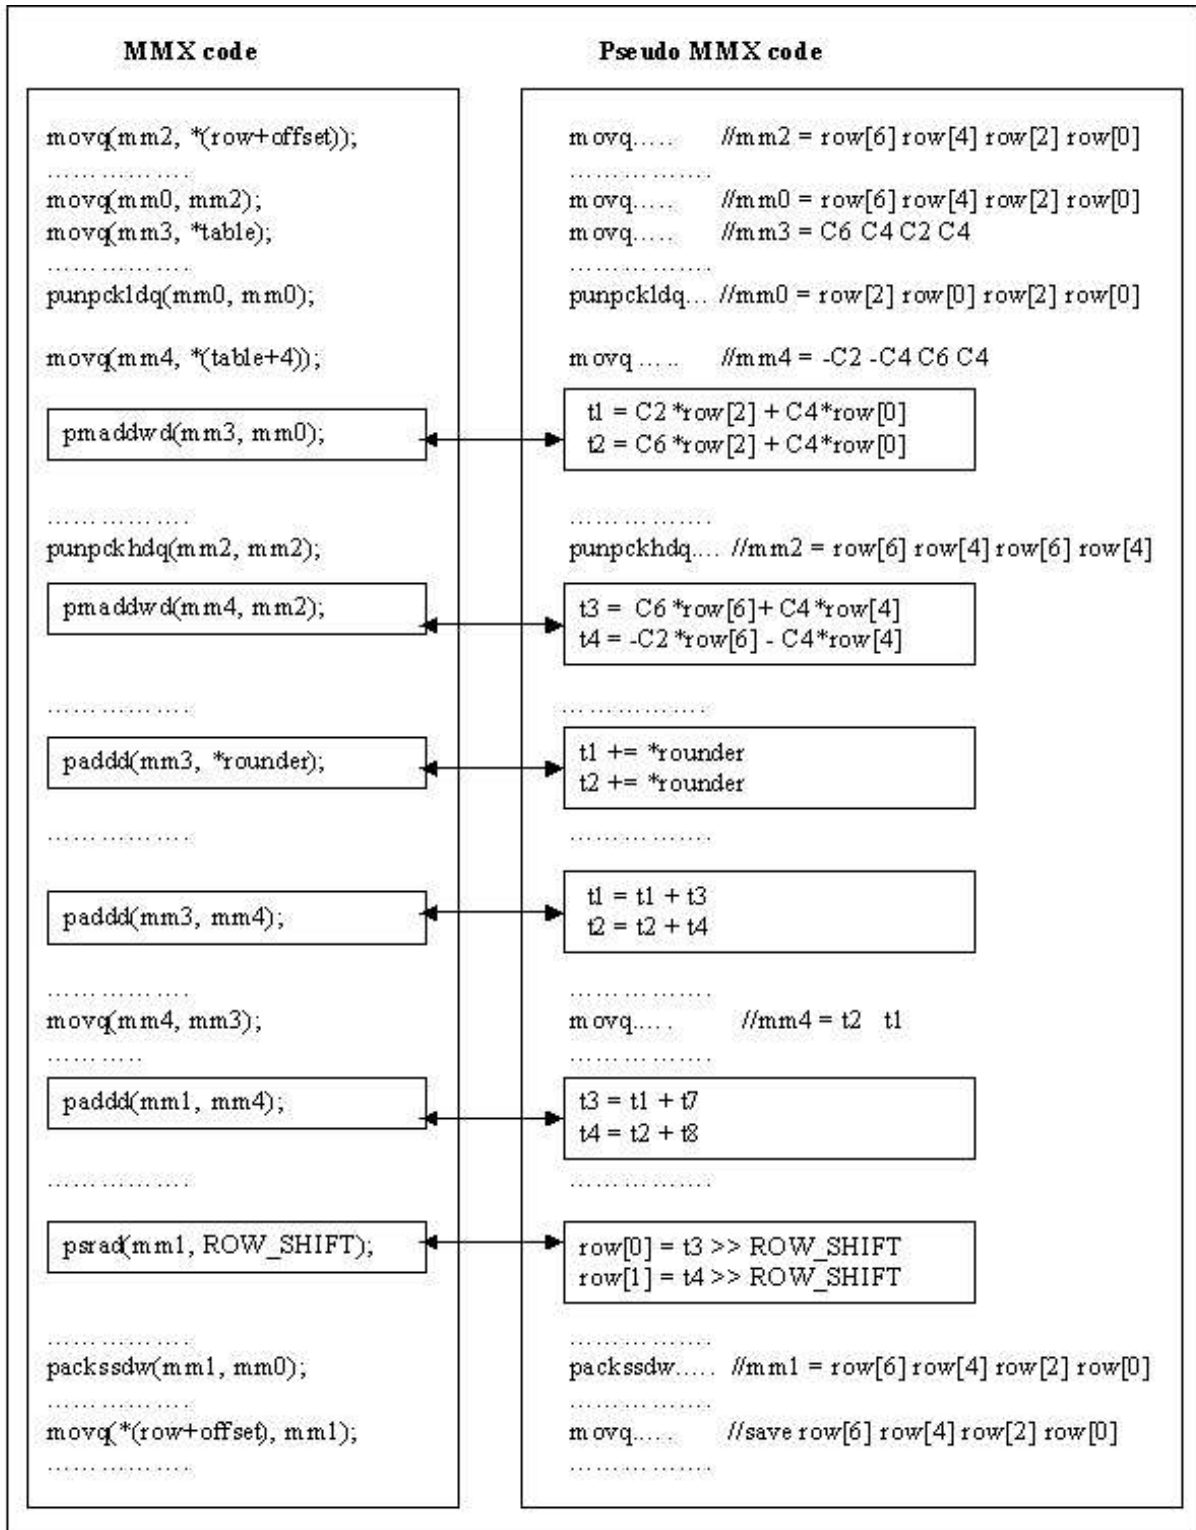 MMX code
movq(mm2, *(row+offset));
................
movq(mm0, mm2);
movq(mm3, *table);
................
punpckldq(mm0, mm0);
movq(mm4, *(table+4));
pmaddwd(mm3, mm0);
................
punpckhdq(mm2, mm2);
pmaddwd(mm4, mm2);
................
paddd(mm3, *rounder);
................
paddd(mm3, mm4);
................
movq(mm4, mm3);
...........
paddd(mm1, mm4);
................
psrad(mm1, ROW_SHIFT);
................
packssdw(mm1, mm0);
................
movq(*(row+offset), mm1);
................
Pseudo MMX code
movq..... //mm2 = row[6] row[4] row[2] row[0]
................
movq..... //mm0 = row[6] row[4] row[2] row[0]
movq..... //mm3 = C6 C4 C2 C4
................
punpckldq... //mm0 = row[2] row[0] row[2] row[0]
movq ..... //mm4 = -C2 -C4 C6 C4
t1 = C2*row[2] + C4*row[0]
t2 = C6*row[2] + C4*row[0]
................
punpckhdq.... //mm2 = row[6] row[4] row[6] row[4]
t3 = C6*row[6]+ C4*row[4]
t4 = -C2*row[6] - C4*row[4]
................
t1 += *rounder
t2 += *rounder
................
t1 = t1 + t3
t2 = t2 + t4
................
movq..... //mm4 = t2 t1
................
t3 = t1 + t7
t4 = t2 + t8
................
row[0] = t3 >> ROW_SHIFT
row[1] = t4 >> ROW_SHIFT
................
packssdw..... //mm1 = row[6] row[4] row[2] row[0]
................
movq..... //save row[6] row[4] row[2] row[0]
................